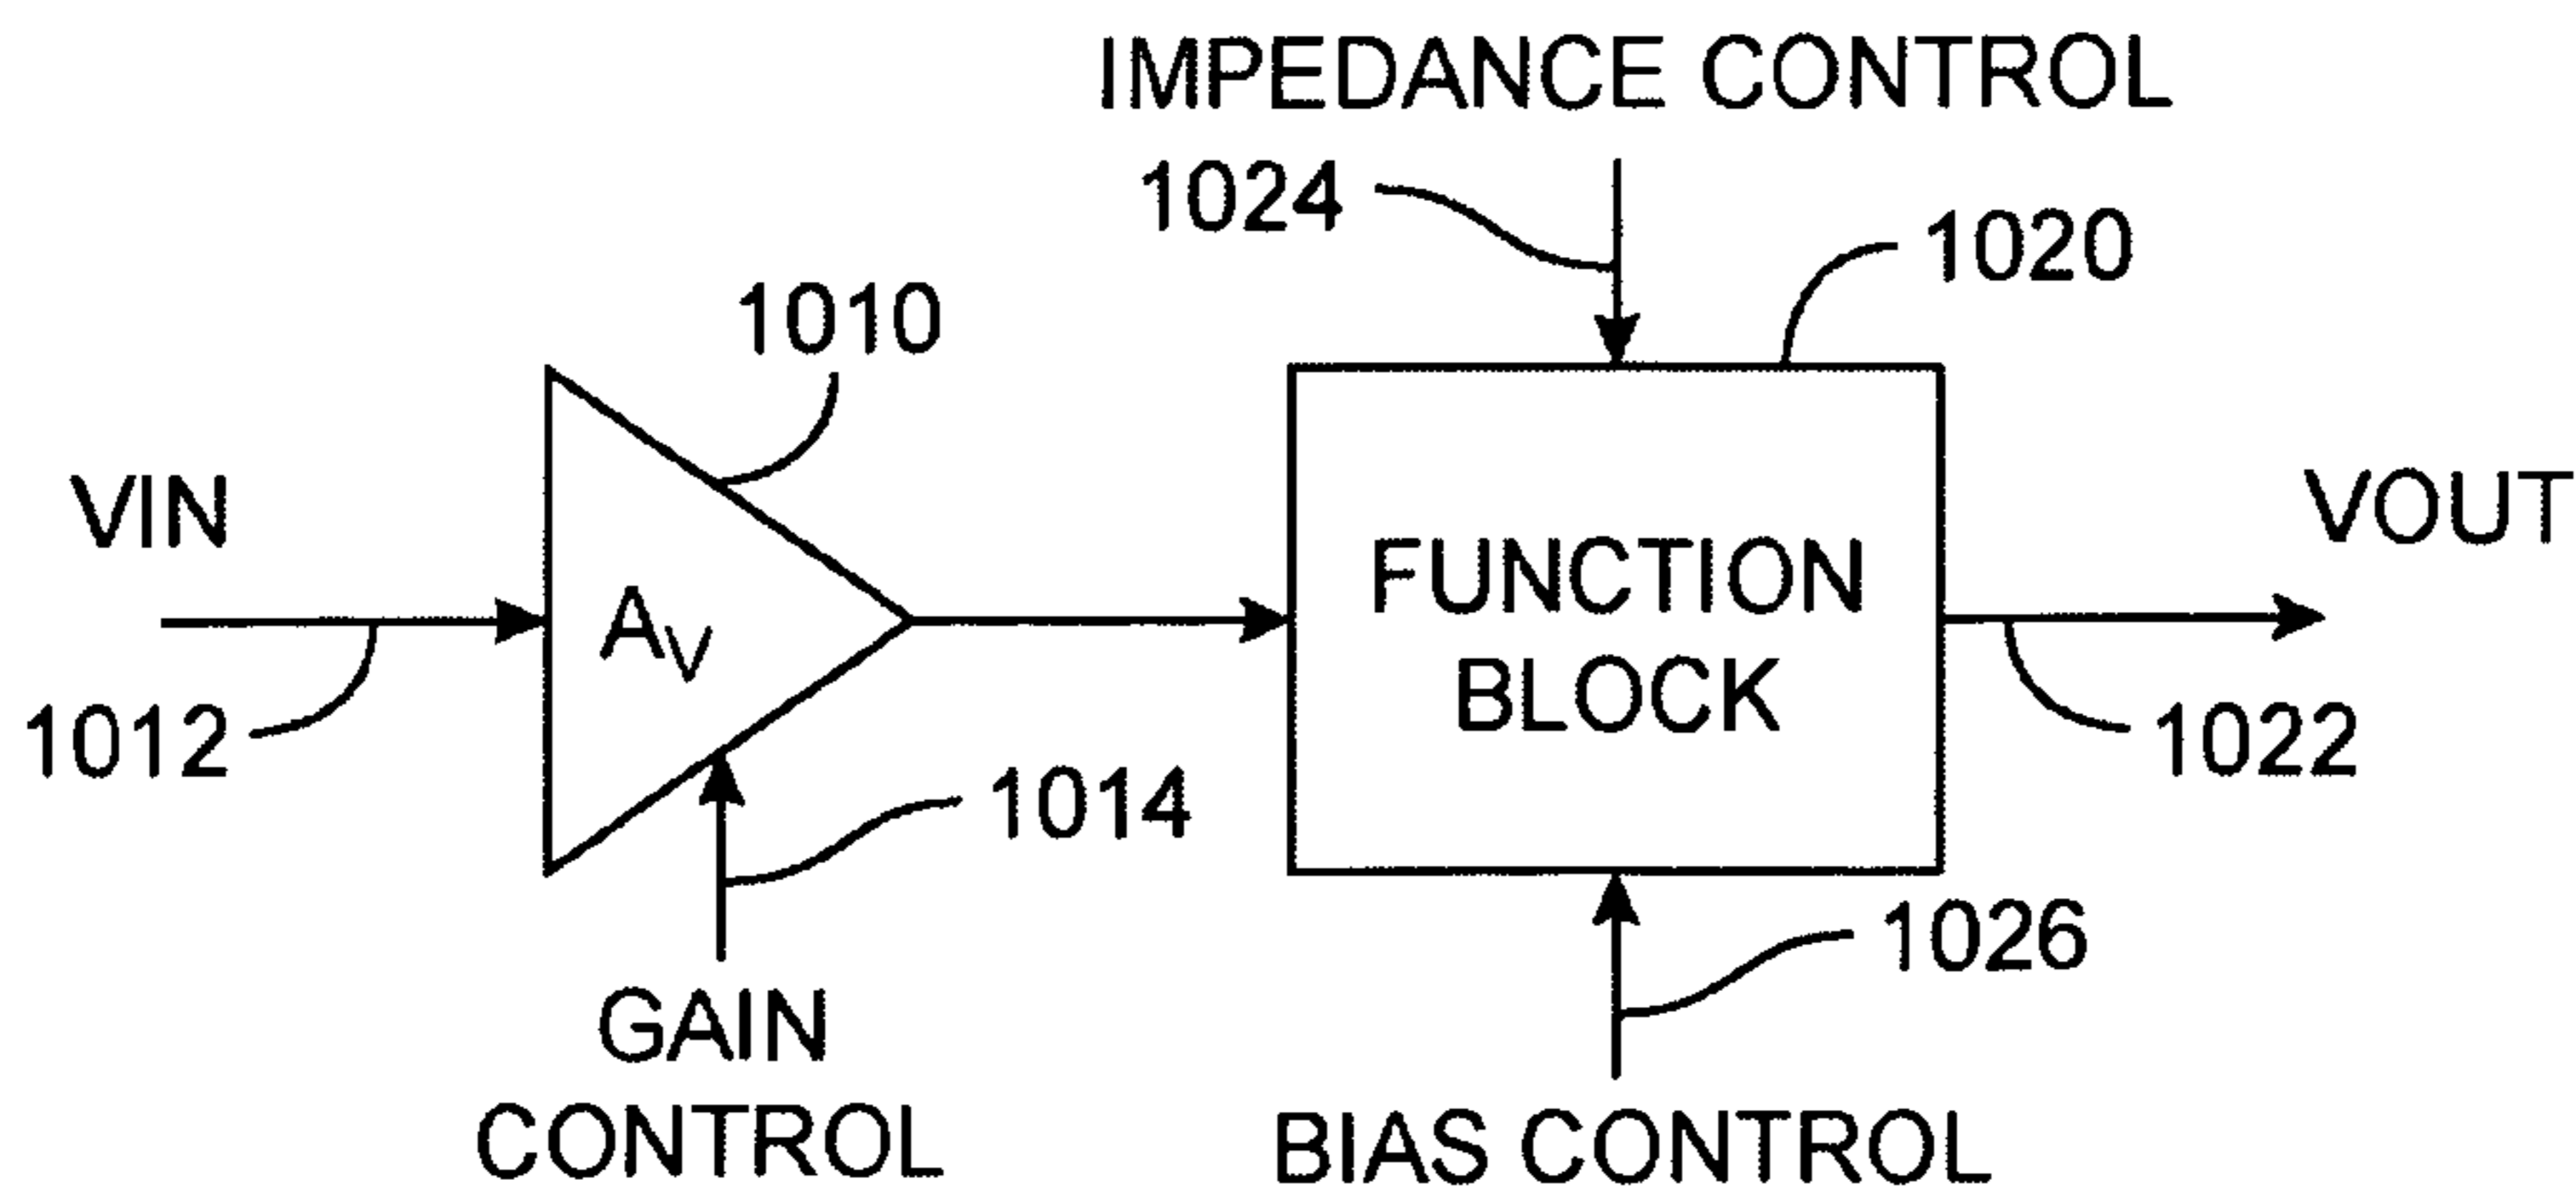 IMPEDANCE CONTROL
1024
1020
1010
VIN
VOUT
FUNCTION
AV
BLOCK
1012
1022
1014
1026
GAIN
CONTROL
BIAS CONTROL